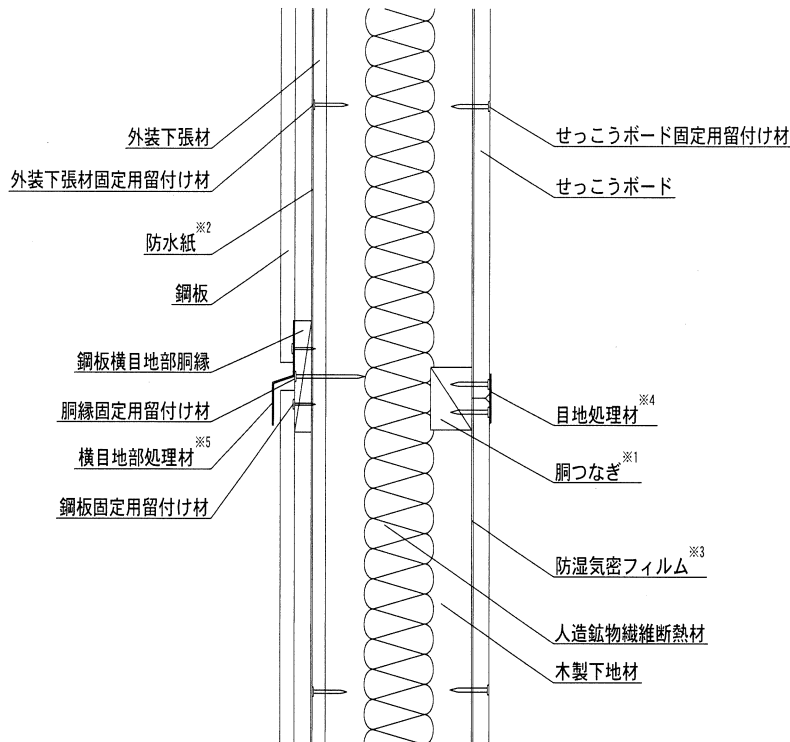 外装下張材
外装下張材固定用留付け材
防水紙※2
鋼板
鋼板横目地部胴縁
胴縁固定用留付け材
横目地部処理材※5
鋼板固定用留付け材
せっこうボード固定用留付け材
せっこうボード
目地処理材※4
胴つなぎ※1
防湿気密フィルム※3
人造鉱物繊維断熱材
木製下地材